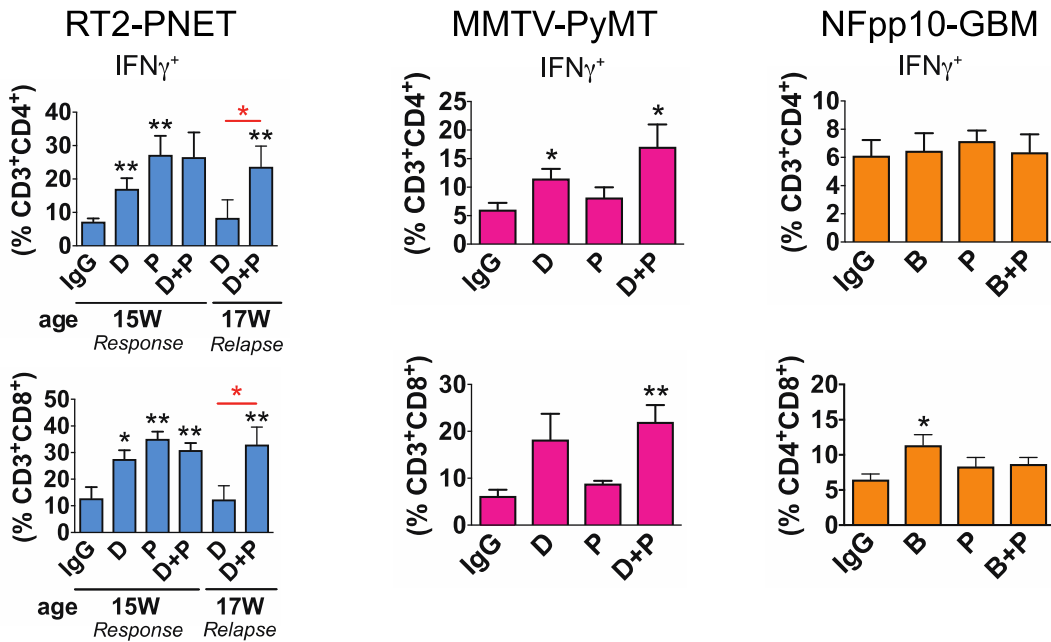 RT2-PNET
IFNγ⁺
(% CD3⁺CD4⁺)
40
30
20
10
0
** ** * **
IgG D P D+P D D+P
age 15W 17W
Response Relapse
(% CD3⁺CD8⁺)
50
40
30
20
10
0
* ** ** * **
IgG D P D+P D D+P
age 15W 17W
Response Relapse
MMTV-PyMT
IFNγ⁺
(% CD3⁺CD4⁺)
25
20
15
10
5
0
* *
IgG D P D+P
(% CD3⁺CD8⁺)
30
20
10
0
**
IgG D P D+P
NFpp10-GBM
IFNγ⁺
(% CD3⁺CD4⁺)
8
6
4
2
0
IgG B P B+P
(% CD4⁺CD8⁺)
20
15
10
5
0
*
IgG B P B+P